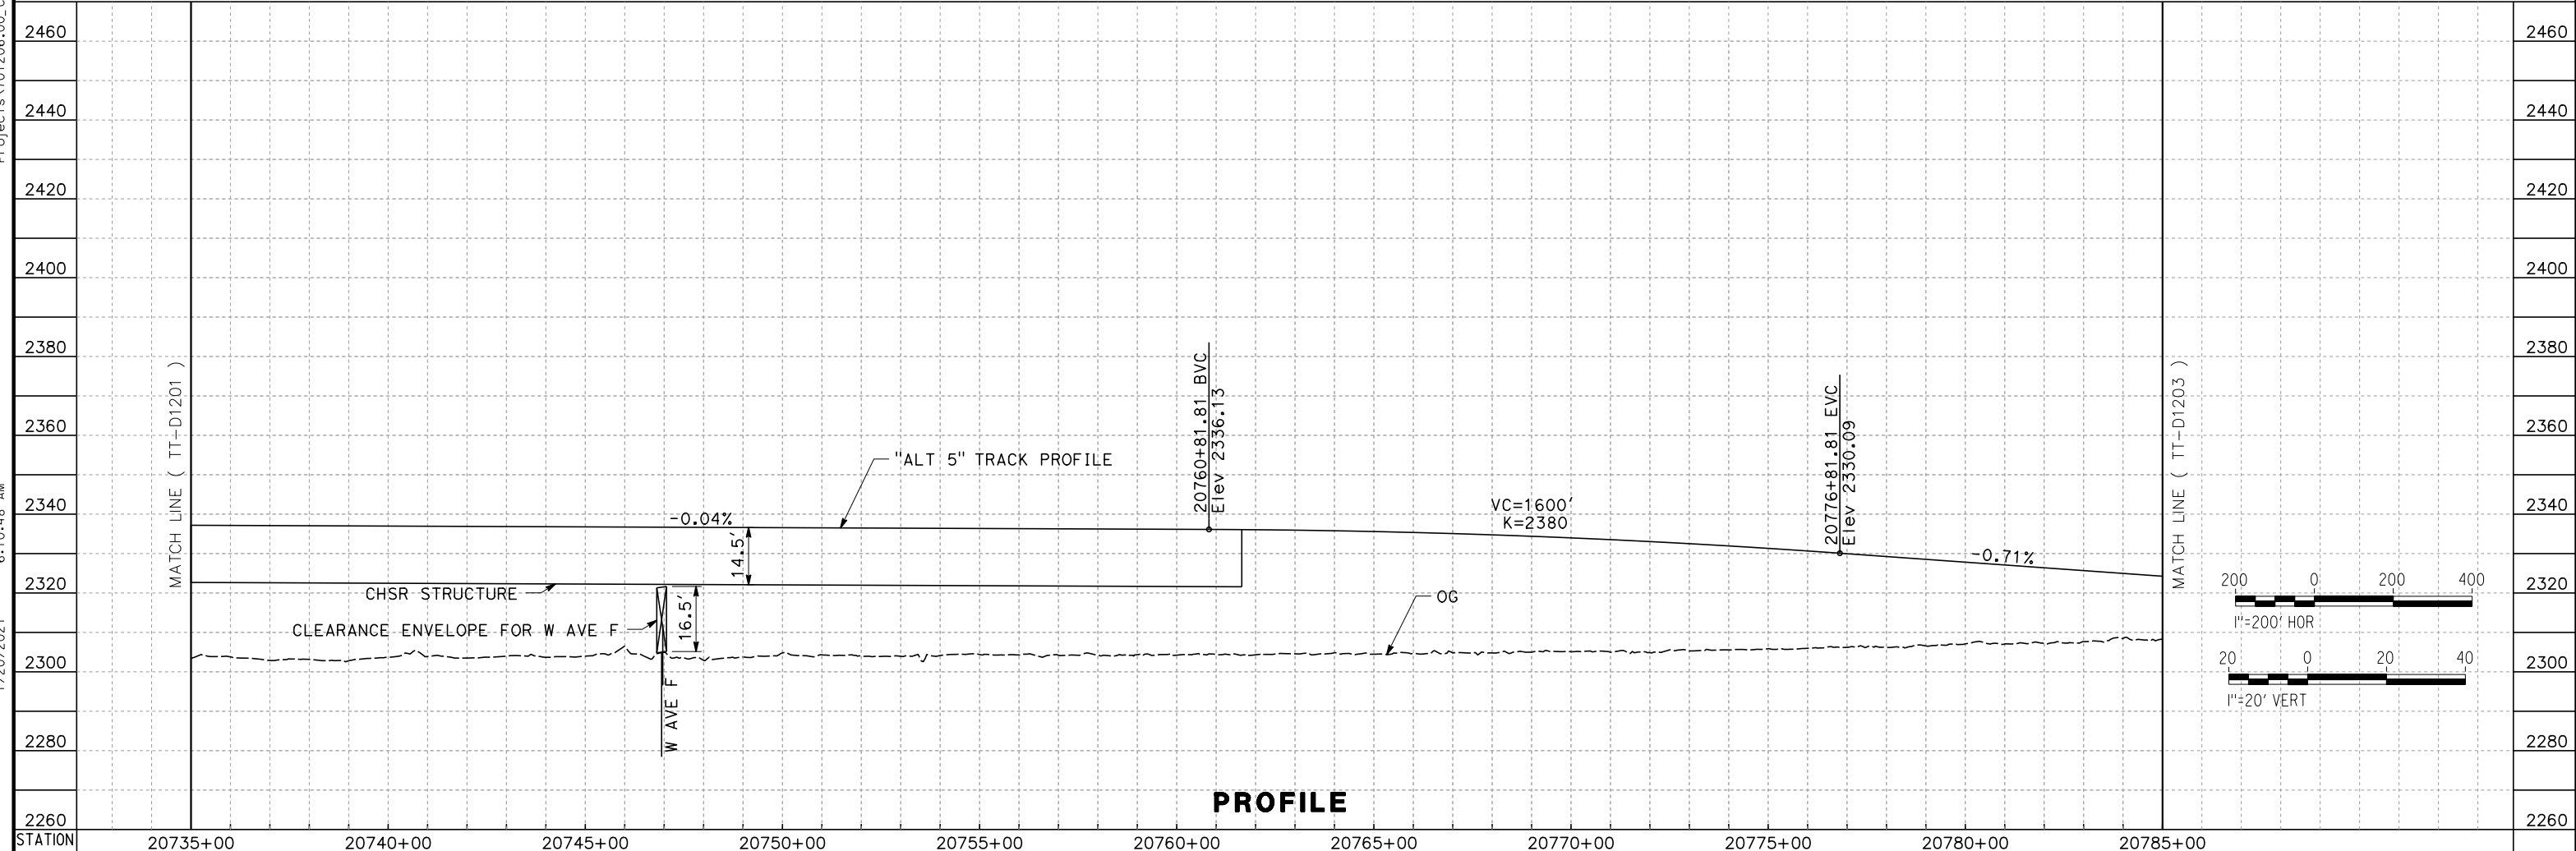 2460
2440
2420
2400
2380
2360
2340
2320
2300
2280
2260
STATION
MATCH LINE ( TT-D1201 )
"ALT 5" TRACK PROFILE
-0.04%
14.5'
CHSR STRUCTURE
CLEARANCE ENVELOPE FOR W AVE F
16.5'
W AVE F
20760+81.81 BVC
Elev 2336.13
VC=1600'
K=2380
20776+81.81 EVC
Elev 2330.09
-0.71%
OG
MATCH LINE ( TT-D1203 )
200 0 200 400
1"=200' HOR
20 0 20 40
1"=20' VERT
2460
2440
2420
2400
2380
2360
2340
2320
2300
2280
2260
PROFILE
20735+00 20740+00 20745+00 20750+00 20755+00 20760+00 20765+00 20770+00 20775+00 20780+00 20785+00